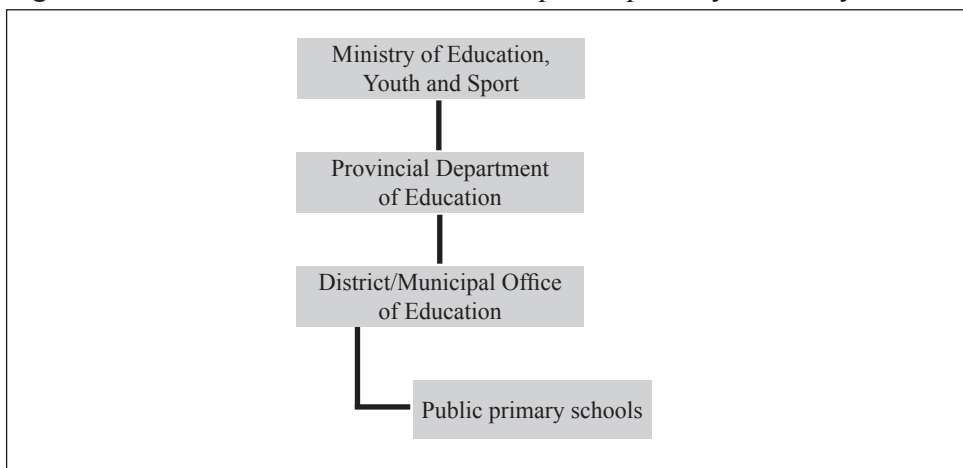 Ministry of Education,
Youth and Sport
Provincial Department
of Education
District/Municipal Office
of Education
Public primary schools